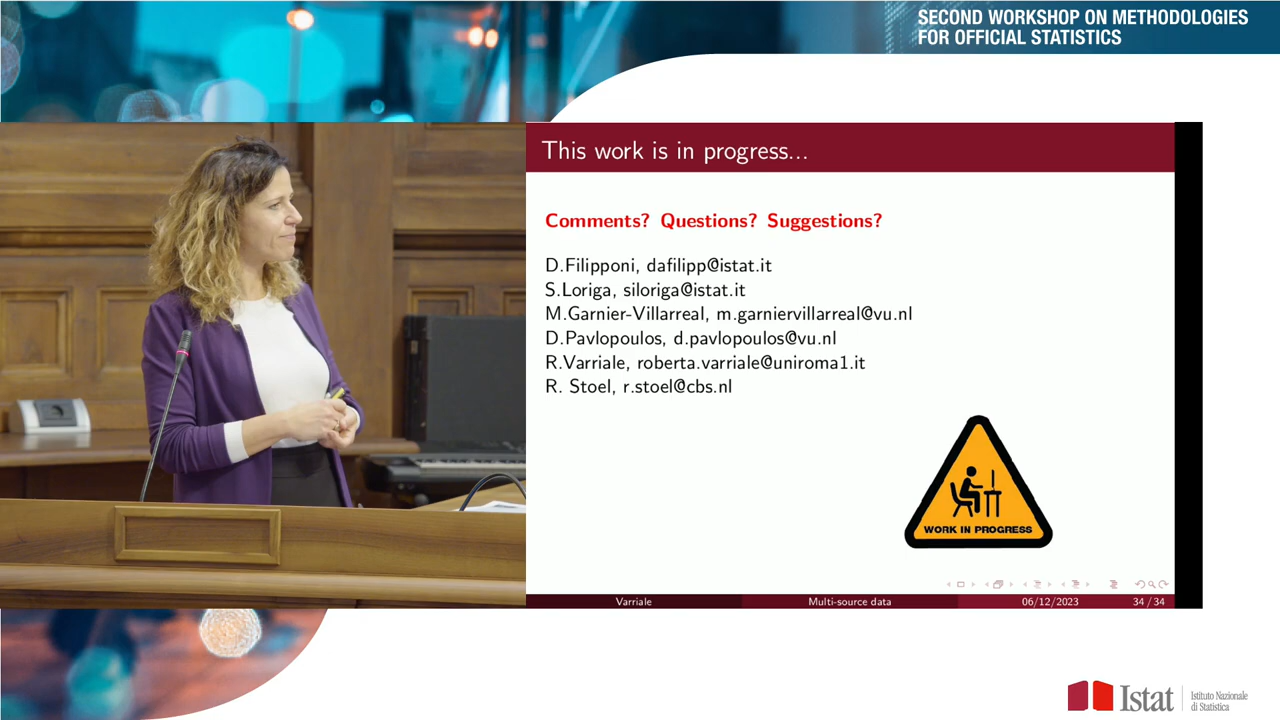 SECOND WORKSHOP ON METHODOLOGIES
FOR OFFICIAL STATISTICS
This work is in progress...
Comments? Questions? Suggestions?
D.Filipponi, dafilipp@istat.it
S.Loriga, siloriga@istat.it
M.Garnier-Villarreal, m.garniervillarreal@vu.nl
D.Pavlopoulos, d.pavlopoulos@vu.nl
R.Varriale, roberta.varriale@uniroma1.it
R. Stoel, r.stoel@cbs.nl
WORK IN PROGRESS
Varriale Multi-source data 06/12/2023 34 / 34
Istat Istituto Nazionale
di Statistica